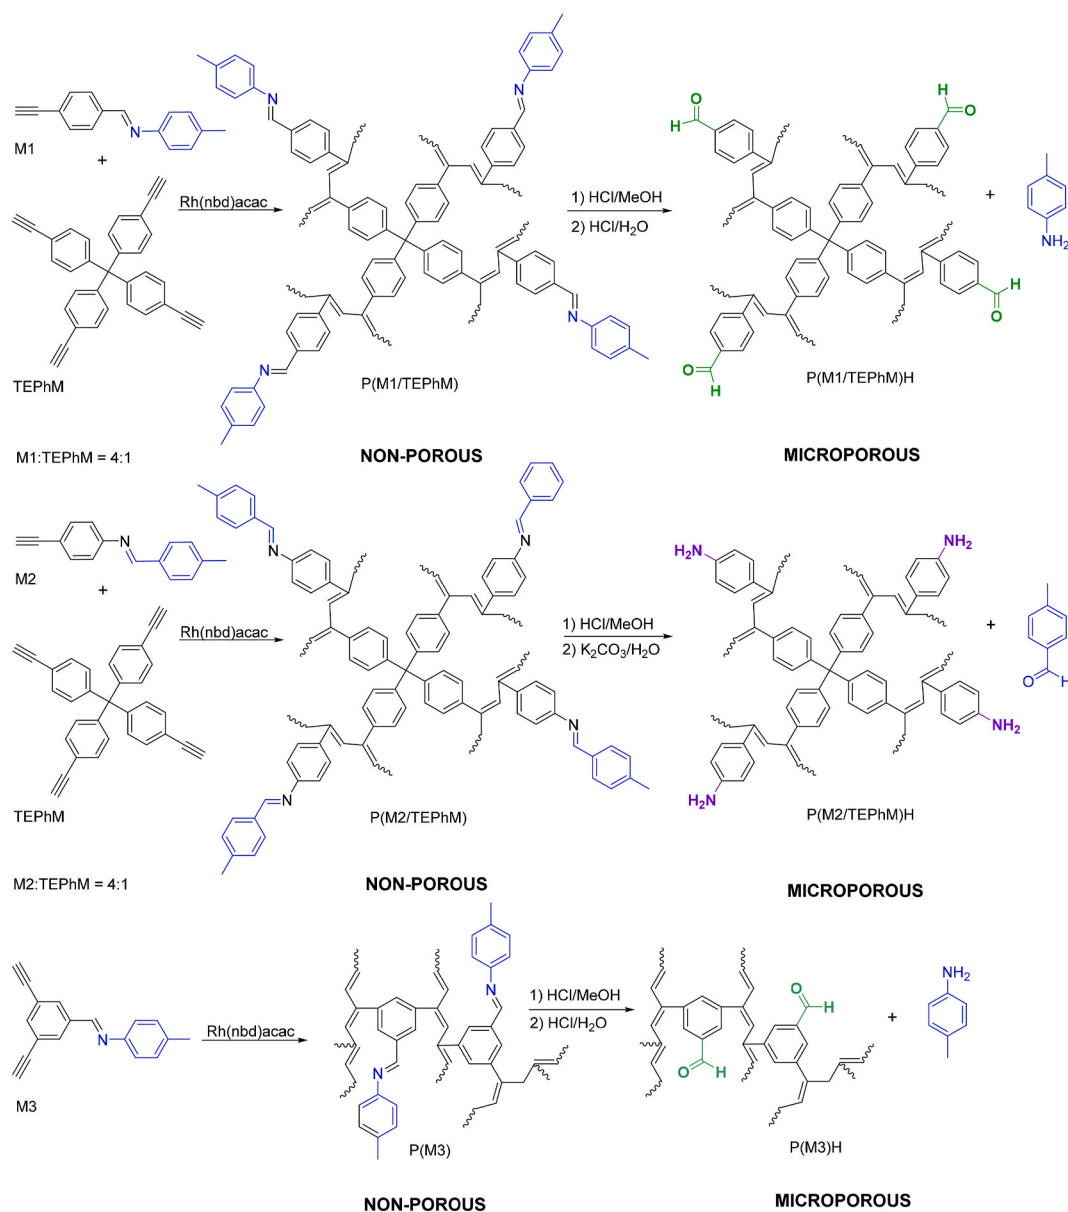 N
N
H
O
O
H
M1
N
+
Rh(nbd)acac
1) HCl/MeOH
2) HCl/H2O
+
NH2
H
O
N
TEPhM
N
P(M1/TEPhM)
O
H
P(M1/TEPhM)H
M1:TEPhM = 4:1
NON-POROUS
MICROPOROUS
N
N
N
H2N
NH2
M2
+
Rh(nbd)acac
1) HCl/MeOH
2) K2CO3/H2O
+
O
H
N
NH2
TEPhM
N
P(M2/TEPhM)
H2N
P(M2/TEPhM)H
M2:TEPhM = 4:1
NON-POROUS
MICROPOROUS
N
NH2
O
H
1) HCl/MeOH
2) HCl/H2O
+
Rh(nbd)acac
N
N
O
H
M3
P(M3)
P(M3)H
NON-POROUS
MICROPOROUS